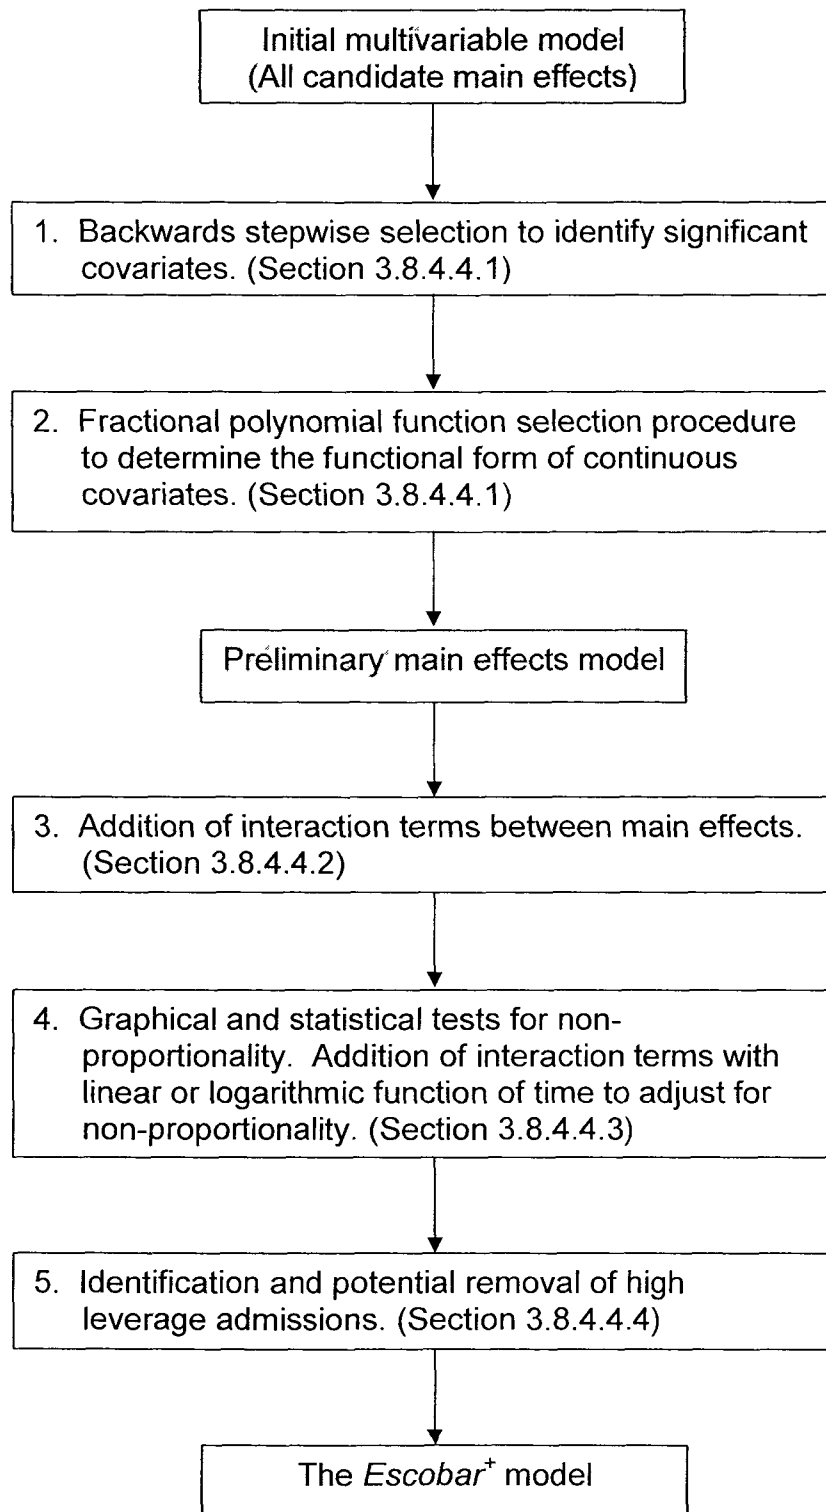 Initial multivariable model
(All candidate main effects)
1. Backwards stepwise selection to identify significant
covariates. (Section 3.8.4.4.1)
2. Fractional polynomial function selection procedure
to determine the functional form of continuous
covariates. (Section 3.8.4.4.1)
Preliminary main effects model
3. Addition of interaction terms between main effects.
(Section 3.8.4.4.2)
4. Graphical and statistical tests for non-
proportionality. Addition of interaction terms with
linear or logarithmic function of time to adjust for
non-proportionality. (Section 3.8.4.4.3)
5. Identification and potential removal of high
leverage admissions. (Section 3.8.4.4.4)
The Escobar⁺ model